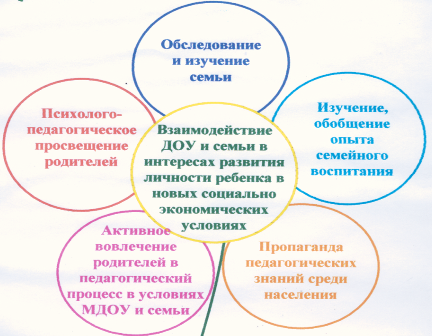 Обследование
и изучение
семьи
Психолого-
педагогическое
просвещение
родителей
Взаимодействие
ДОУ и семьи в
интересах развития
личности ребенка в
новых социально
экономических
условиях
Изучение,
обобщение
опыта
семейного
воспитания
Активное
вовлечение
родителей в
педагогический
процесс в условиях
МДОУ и семьи
Пропаганда
педагогических
знаний среди
населения